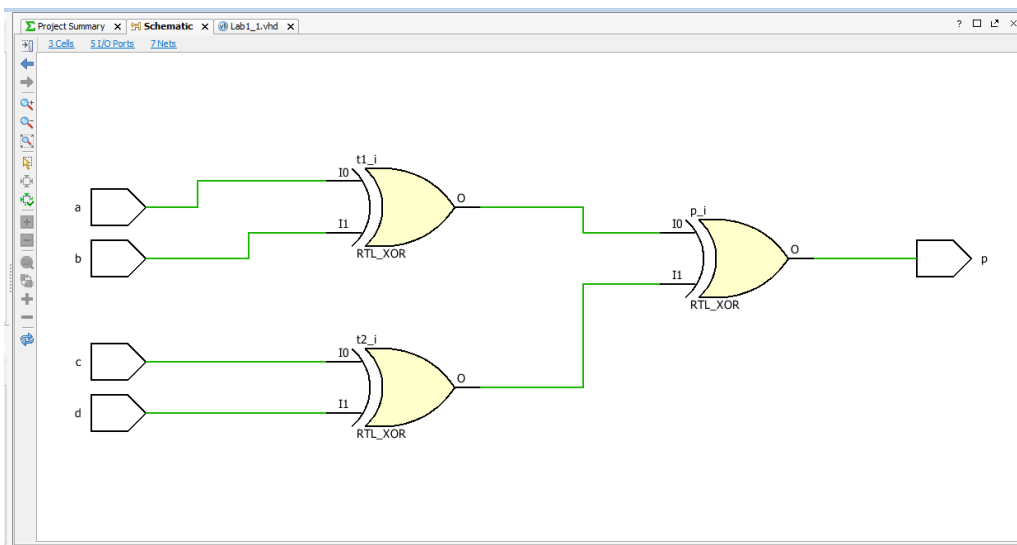 Project Summary × Schematic × Lab1_1.vhd ×
? ×
3 Cells 5 I/O Ports 7 Nets
t1_i
I0
a
O
I1
p_i
b
RTL_XOR
I0
O
p
I1
RTL_XOR
t2_i
c
I0
O
d
I1
RTL_XOR